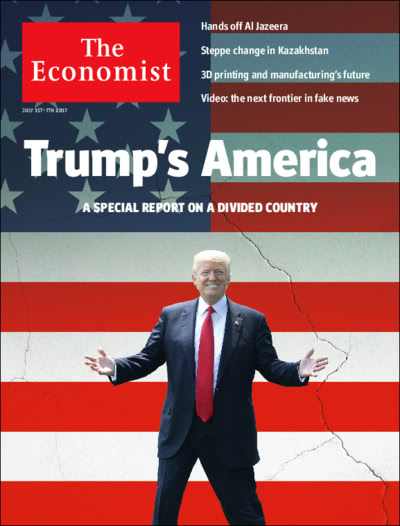 The
Economist
JULY 1ST–7TH 2017
Hands off Al Jazeera
Steppe change in Kazakhstan
3D printing and manufacturing's future
Video: the next frontier in fake news
Trump's America
A SPECIAL REPORT ON A DIVIDED COUNTRY